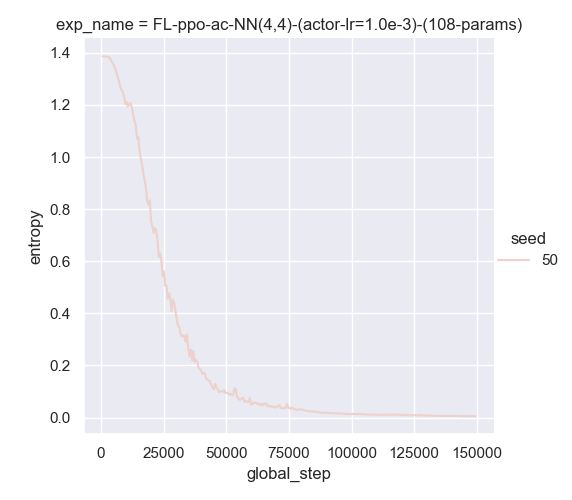 exp_name = FL-ppo-ac-NN(4,4)-(actor-lr=1.0e-3)-(108-params)
1.4
1.2
1.0
0.8
0.6
0.4
0.2
0.0
entropy
0 25000 50000 75000 100000 125000 150000
global_step
seed
50